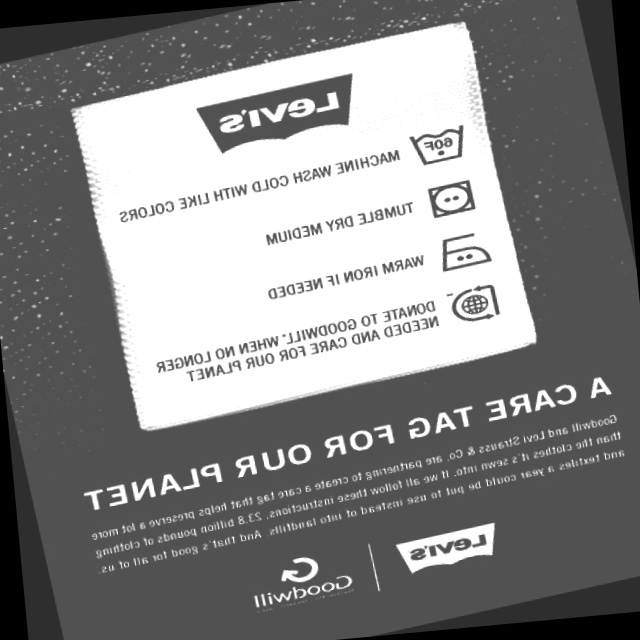 LEVI'S
60F
MACHINE WASH COLD WITH LIKE COLORS
TUMBLE DRY MEDIUM
WARM IRON IF NEEDED
DONATE TO GOODWILL™ WHEN NO LONGER
NEEDED AND CARE FOR OUR PLANET
A CARE TAG FOR OUR PLANET
Goodwill and Levi Strauss & Co. are partnering to create a care tag that helps preserve a lot more
than the clothes it's sewn into. If we all follow these instructions, 23.8 billion pounds of clothing
and textiles a year could be put to use instead of into landfills. And that's good for all of us.
LEVI'S
Goodwill